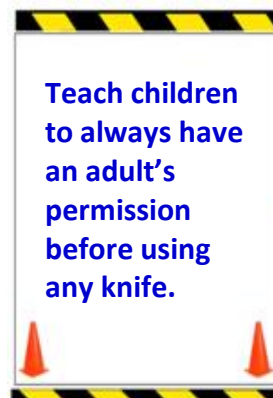 Teach children
to always have
an adult’s
permission
before using
any knife.